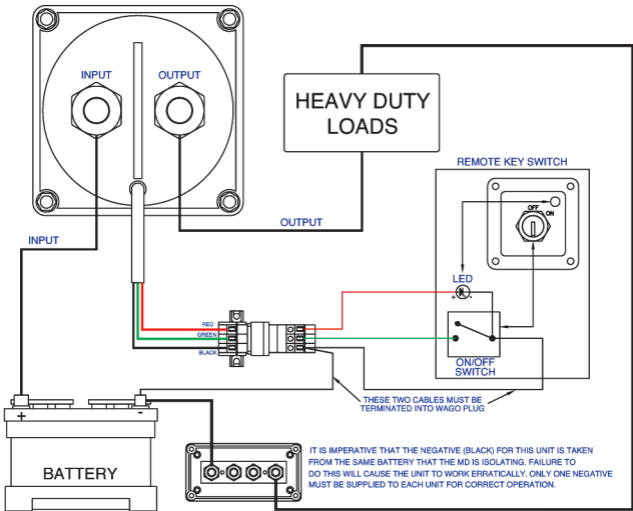 INPUT
OUTPUT
HEAVY DUTY
LOADS
REMOTE KEY SWITCH
OFF
ON
INPUT
OUTPUT
LED
+ -
RED
GREEN
BLACK
ON/OFF
SWITCH
THESE TWO CABLES MUST BE
TERMINATED INTO WAGO PLUG
+ -
BATTERY
IT IS IMPERATIVE THAT THE NEGATIVE (BLACK) FOR THIS UNIT IS TAKEN
FROM THE SAME BATTERY THAT THE MD IS ISOLATING. FAILURE TO
DO THIS WILL CAUSE THE UNIT TO WORK ERRATICALLY. ONLY ONE NEGATIVE
MUST BE SUPPLIED TO EACH UNIT FOR CORRECT OPERATION.